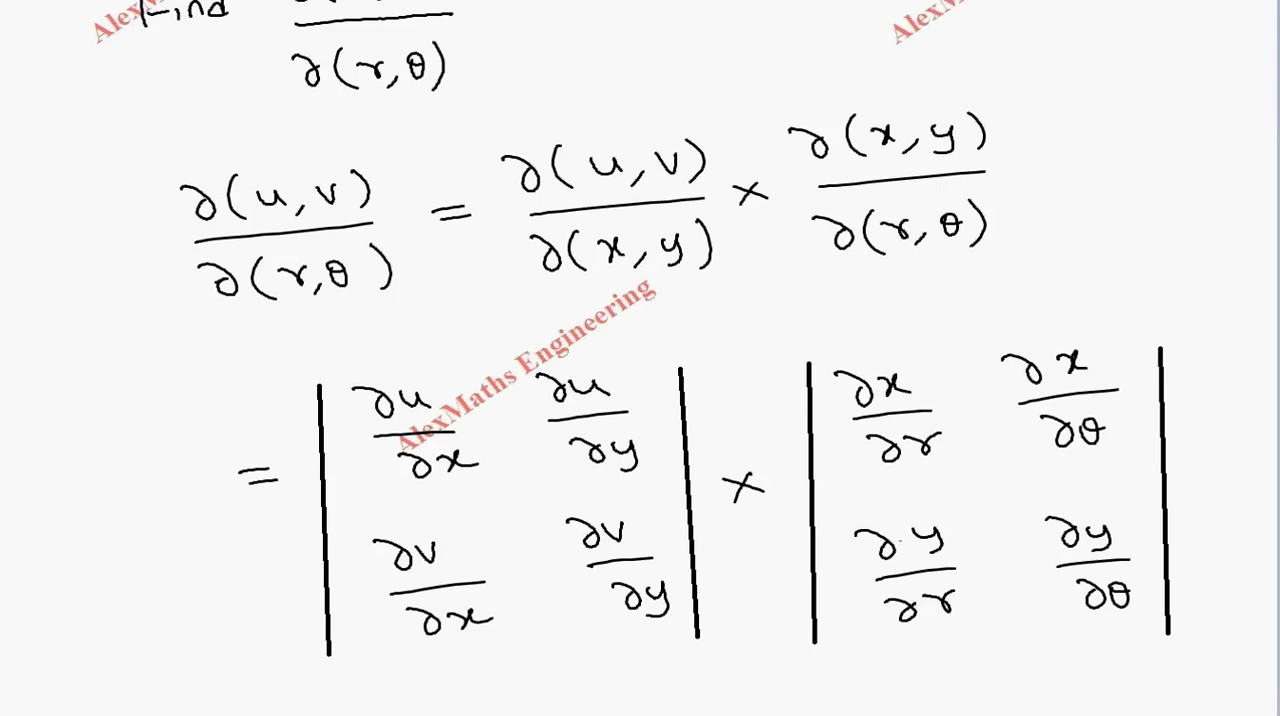 Find
∂(r,θ)
∂(u,v)/∂(r,θ) = ∂(u,v)/∂(x,y) × ∂(x,y)/∂(r,θ)
AlexMaths Engineering
= | ∂u/∂x ∂u/∂y | × | ∂x/∂r ∂x/∂θ |
| ∂v/∂x ∂v/∂y | | ∂y/∂r ∂y/∂θ |